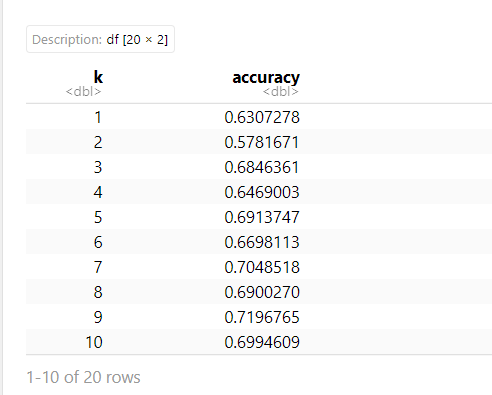 Description: df [20 × 2]
k accuracy
<dbl> <dbl>
1 0.6307278
2 0.5781671
3 0.6846361
4 0.6469003
5 0.6913747
6 0.6698113
7 0.7048518
8 0.6900270
9 0.7196765
10 0.6994609
1-10 of 20 rows